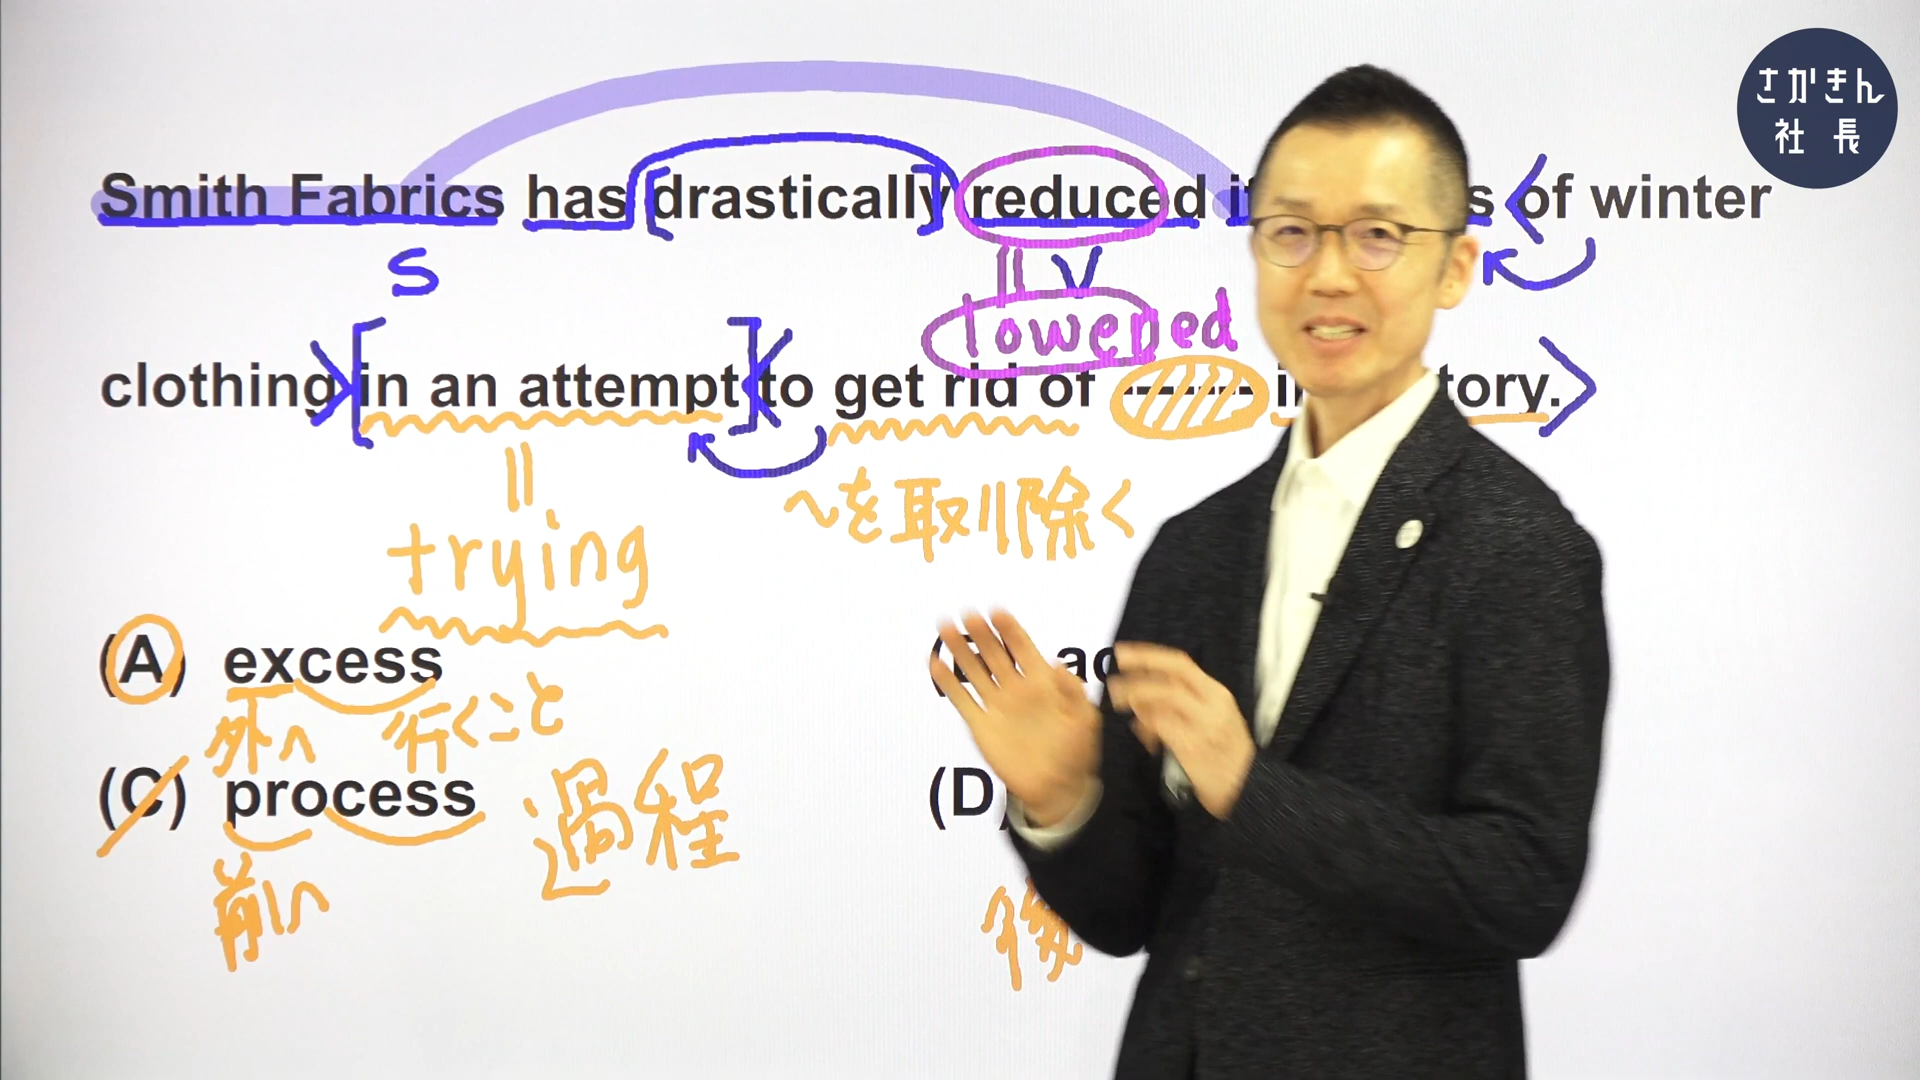 さかきん
社長
Smith Fabrics has drastically reduced of winter
S
V
lowered
clothing in an attempt to get rid of ------
trying
〜を取り除く
(A) excess
外へ 行くこと
(C) process
過程
(D)
前へ
後